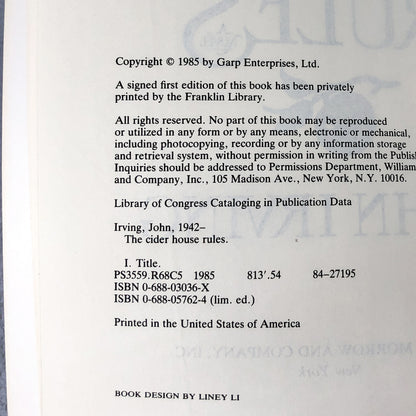 Copyright © 1985 by Garp Enterprises, Ltd.
A signed first edition of this book has been privately
printed by the Franklin Library.
All rights reserved. No part of this book may be reproduced
or utilized in any form or by any means, electronic or mechanical,
including photocopying, recording or by any information storage
and retrieval system, without permission in writing from the Publish
Inquiries should be addressed to Permissions Department, William
and Company, Inc., 105 Madison Ave., New York, N.Y. 10016.
Library of Congress Cataloging in Publication Data
Irving, John, 1942–
The cider house rules.
I. Title.
PS3559.R68C5 1985 813'.54 84-27195
ISBN 0-688-03036-X
ISBN 0-688-05762-4 (lim. ed.)
Printed in the United States of America
BOOK DESIGN BY LINEY LI